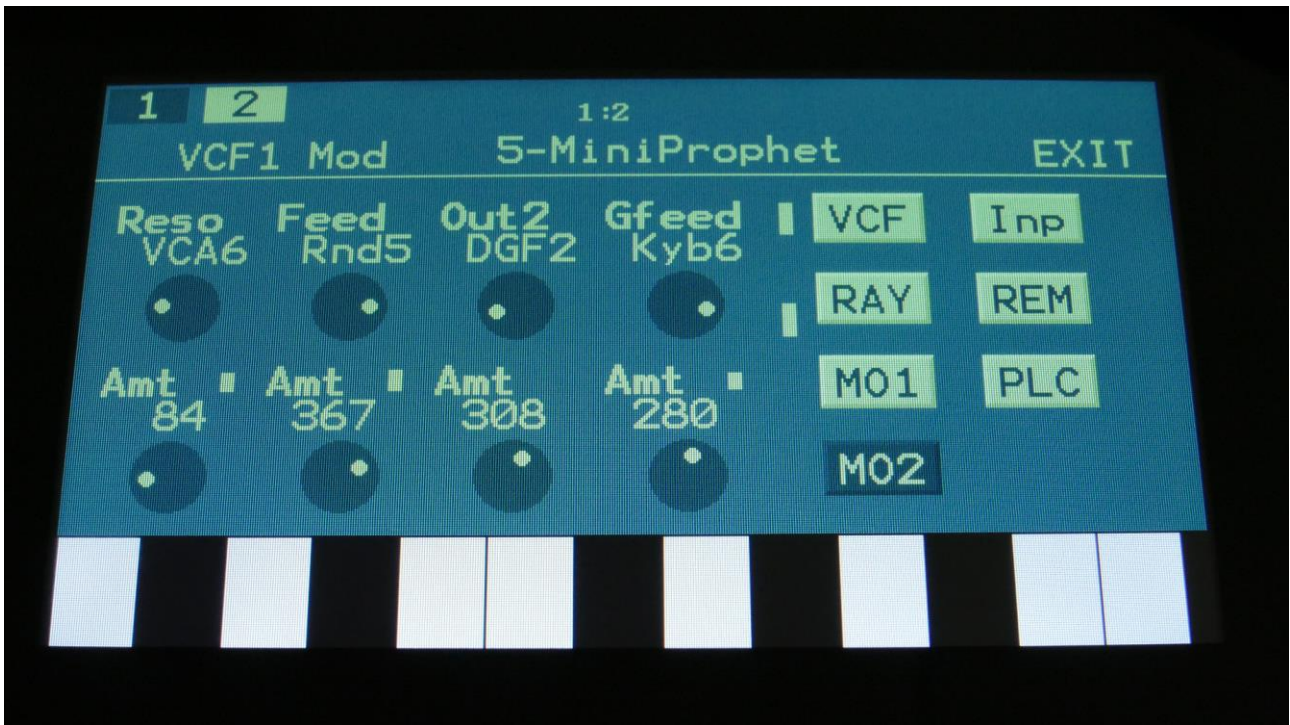 1 2 1:2
VCF1 Mod 5-MiniProphet EXIT
Reso Feed Out2 Gfeed VCF Inp
VCA6 Rnd5 DGF2 Kyb6
RAY REM
Amt Amt Amt Amt MO1 PLC
84 367 308 280
MO2